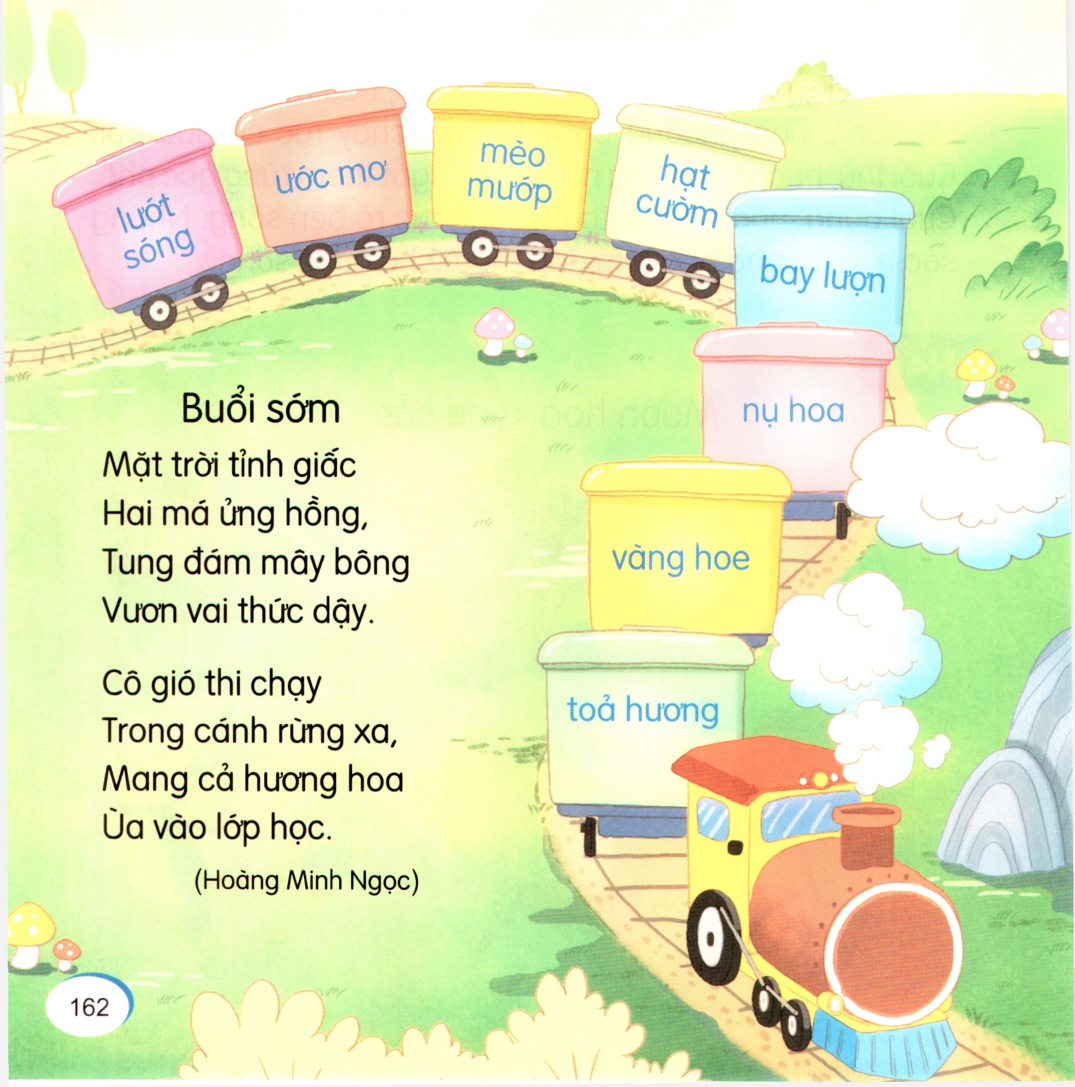 lướt
sóng
ước mơ
mèo
mướp
hạt
cườm
bay lượn
nụ hoa
vàng hoe
toả hương
Buổi sớm
Mặt trời tỉnh giấc
Hai má ửng hồng,
Tung đám mây bông
Vươn vai thức dậy.
Cô gió thi chạy
Trong cánh rừng xa,
Mang cả hương hoa
Ùa vào lớp học.
(Hoàng Minh Ngọc)
162